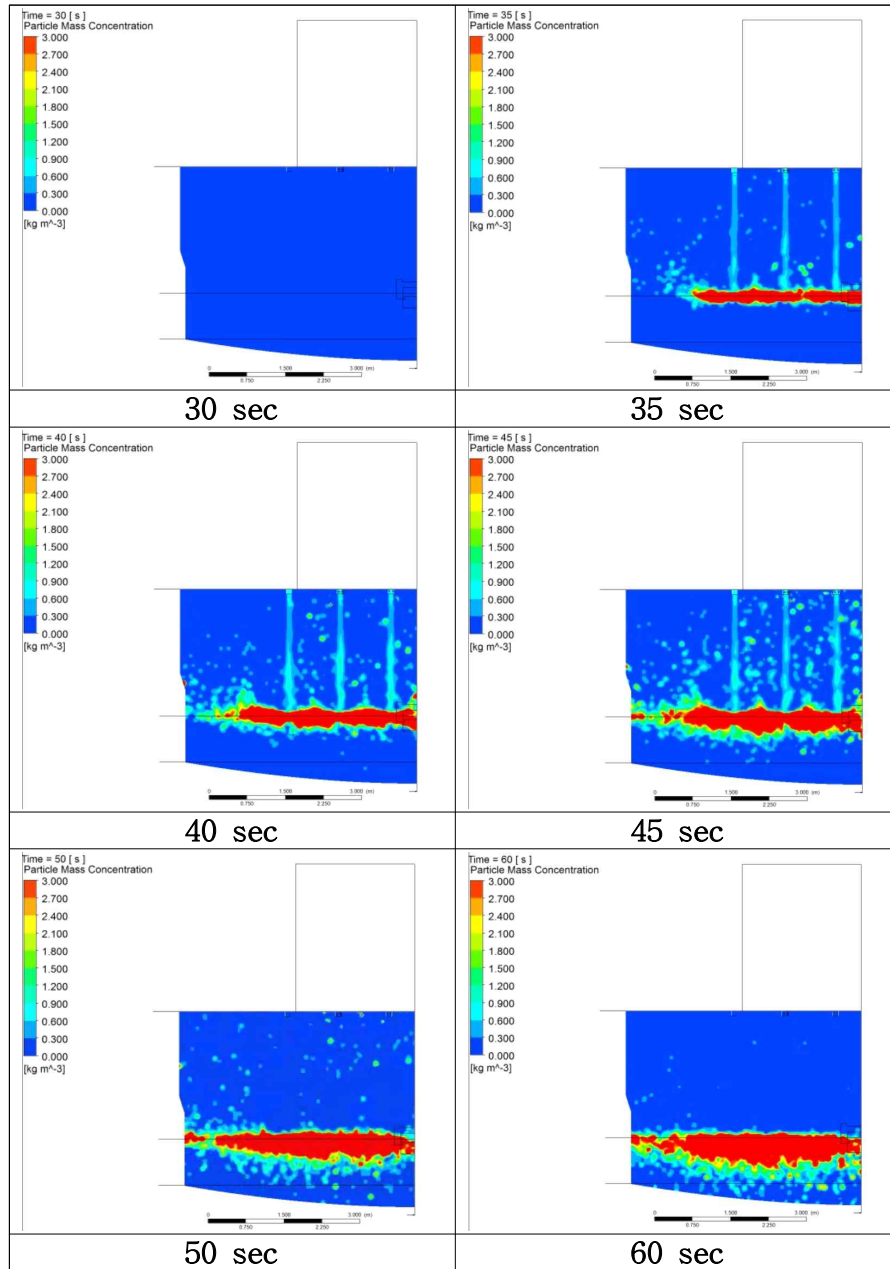 Time = 30 [ s ]
Particle Mass Concentration
3.000
2.700
2.400
2.100
1.800
1.500
1.200
0.900
0.600
0.300
0.000
[kg m^-3]
0 1.500 3.000 (m)
0.750 2.250
30 sec
Time = 35 [ s ]
Particle Mass Concentration
3.000
2.700
2.400
2.100
1.800
1.500
1.200
0.900
0.600
0.300
0.000
[kg m^-3]
0 1.500 3.000 (m)
0.750 2.250
35 sec
Time = 40 [ s ]
Particle Mass Concentration
3.000
2.700
2.400
2.100
1.800
1.500
1.200
0.900
0.600
0.300
0.000
[kg m^-3]
0 1.500 3.000 (m)
0.750 2.250
40 sec
Time = 45 [ s ]
Particle Mass Concentration
3.000
2.700
2.400
2.100
1.800
1.500
1.200
0.900
0.600
0.300
0.000
[kg m^-3]
0 1.500 3.000 (m)
0.750 2.250
45 sec
Time = 50 [ s ]
Particle Mass Concentration
3.000
2.700
2.400
2.100
1.800
1.500
1.200
0.900
0.600
0.300
0.000
[kg m^-3]
0 1.500 3.000 (m)
0.750 2.250
50 sec
Time = 60 [ s ]
Particle Mass Concentration
3.000
2.700
2.400
2.100
1.800
1.500
1.200
0.900
0.600
0.300
0.000
[kg m^-3]
0 1.500 3.000 (m)
0.750 2.250
60 sec